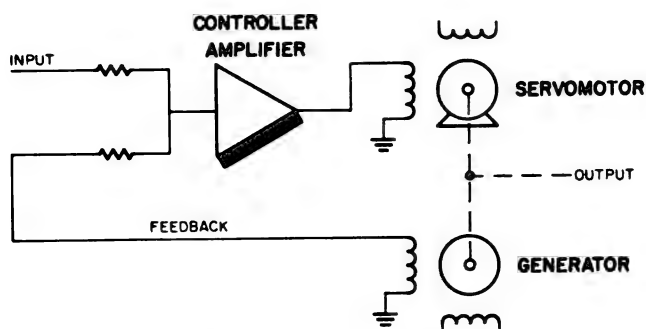 CONTROLLER
AMPLIFIER
INPUT
SERVOMOTOR
OUTPUT
FEEDBACK
GENERATOR